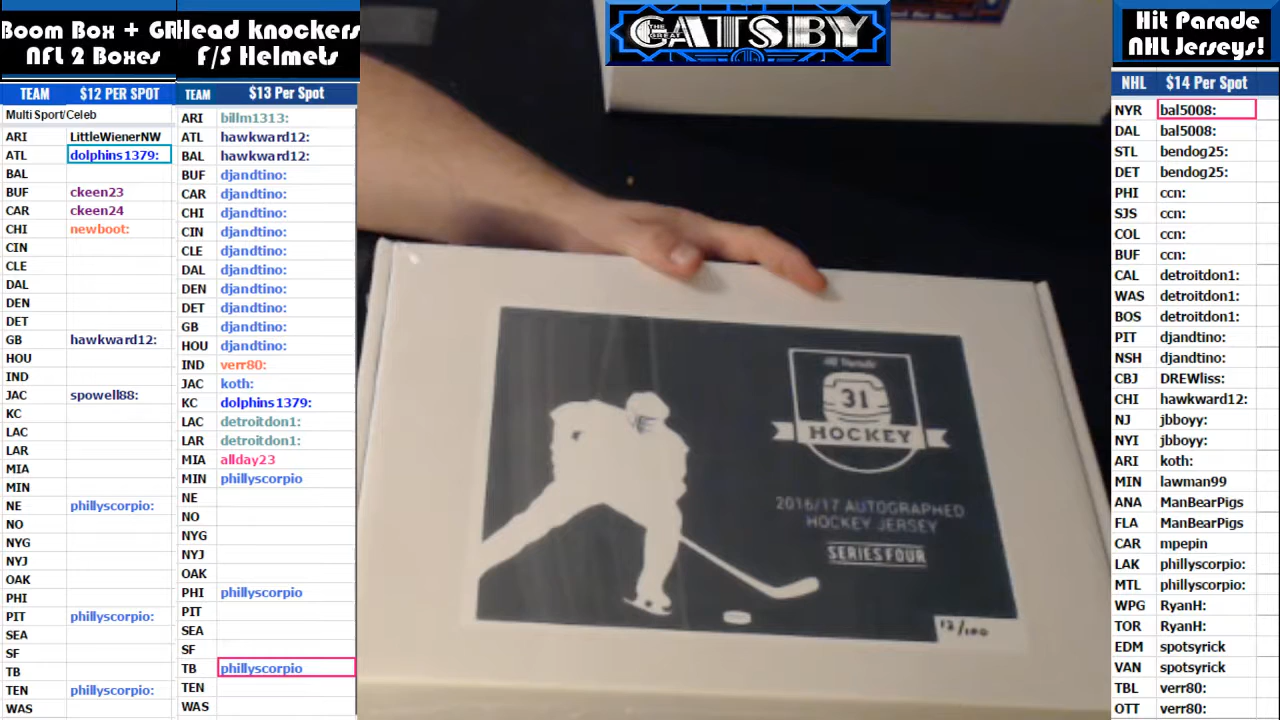 Boom Box + GR
NFL 2 Boxes
TEAM $12 PER SPOT
Multi Sport/Celeb
ARI LittleWienerNW
ATL dolphins1379:
BAL
BUF ckeen23
CAR ckeen24
CHI newboot:
CIN
CLE
DAL
DEN
DET
GB hawkward12:
HOU
IND
JAC spowell88:
KC
LAC
LAR
MIA
MIN
NE phillyscorpio:
NO
NYG
NYJ
OAK
PHI
PIT phillyscorpio:
SEA
SF
TB
TEN phillyscorpio:
WAS
Head knockers
F/S Helmets
TEAM $13 Per Spot
ARI billm1313:
ATL hawkward12:
BAL hawkward12:
BUF djandtino:
CAR djandtino:
CHI djandtino:
CIN djandtino:
CLE djandtino:
DAL djandtino:
DEN djandtino:
DET djandtino:
GB djandtino:
HOU djandtino:
IND verr80:
JAC koth:
KC dolphins1379:
LAC detroitdon1:
LAR detroitdon1:
MIA allday23
MIN phillyscorpio
NE
NO
NYG
NYJ
OAK
PHI phillyscorpio
PIT
SEA
SF
TB phillyscorpio
TEN
WAS
THE GREAT
GATSBY
Hit Parade
31
HOCKEY
2016/17 AUTOGRAPHED
HOCKEY JERSEY
SERIES FOUR
12/100
Hit Parade
NHL Jerseys!
NHL $14 Per Spot
NYR bal5008:
DAL bal5008:
STL bendog25:
DET bendog25:
PHI ccn:
SJS ccn:
COL ccn:
BUF ccn:
CAL detroitdon1:
WAS detroitdon1:
BOS detroitdon1:
PIT djandtino:
NSH djandtino:
CBJ DREWliss:
CHI hawkward12:
NJ jbboyy:
NYI jbboyy:
ARI koth:
MIN lawman99
ANA ManBearPigs
FLA ManBearPigs
CAR mpepin
LAK phillyscorpio:
MTL phillyscorpio:
WPG RyanH:
TOR RyanH:
EDM spotsyrick
VAN spotsyrick
TBL verr80:
OTT verr80: